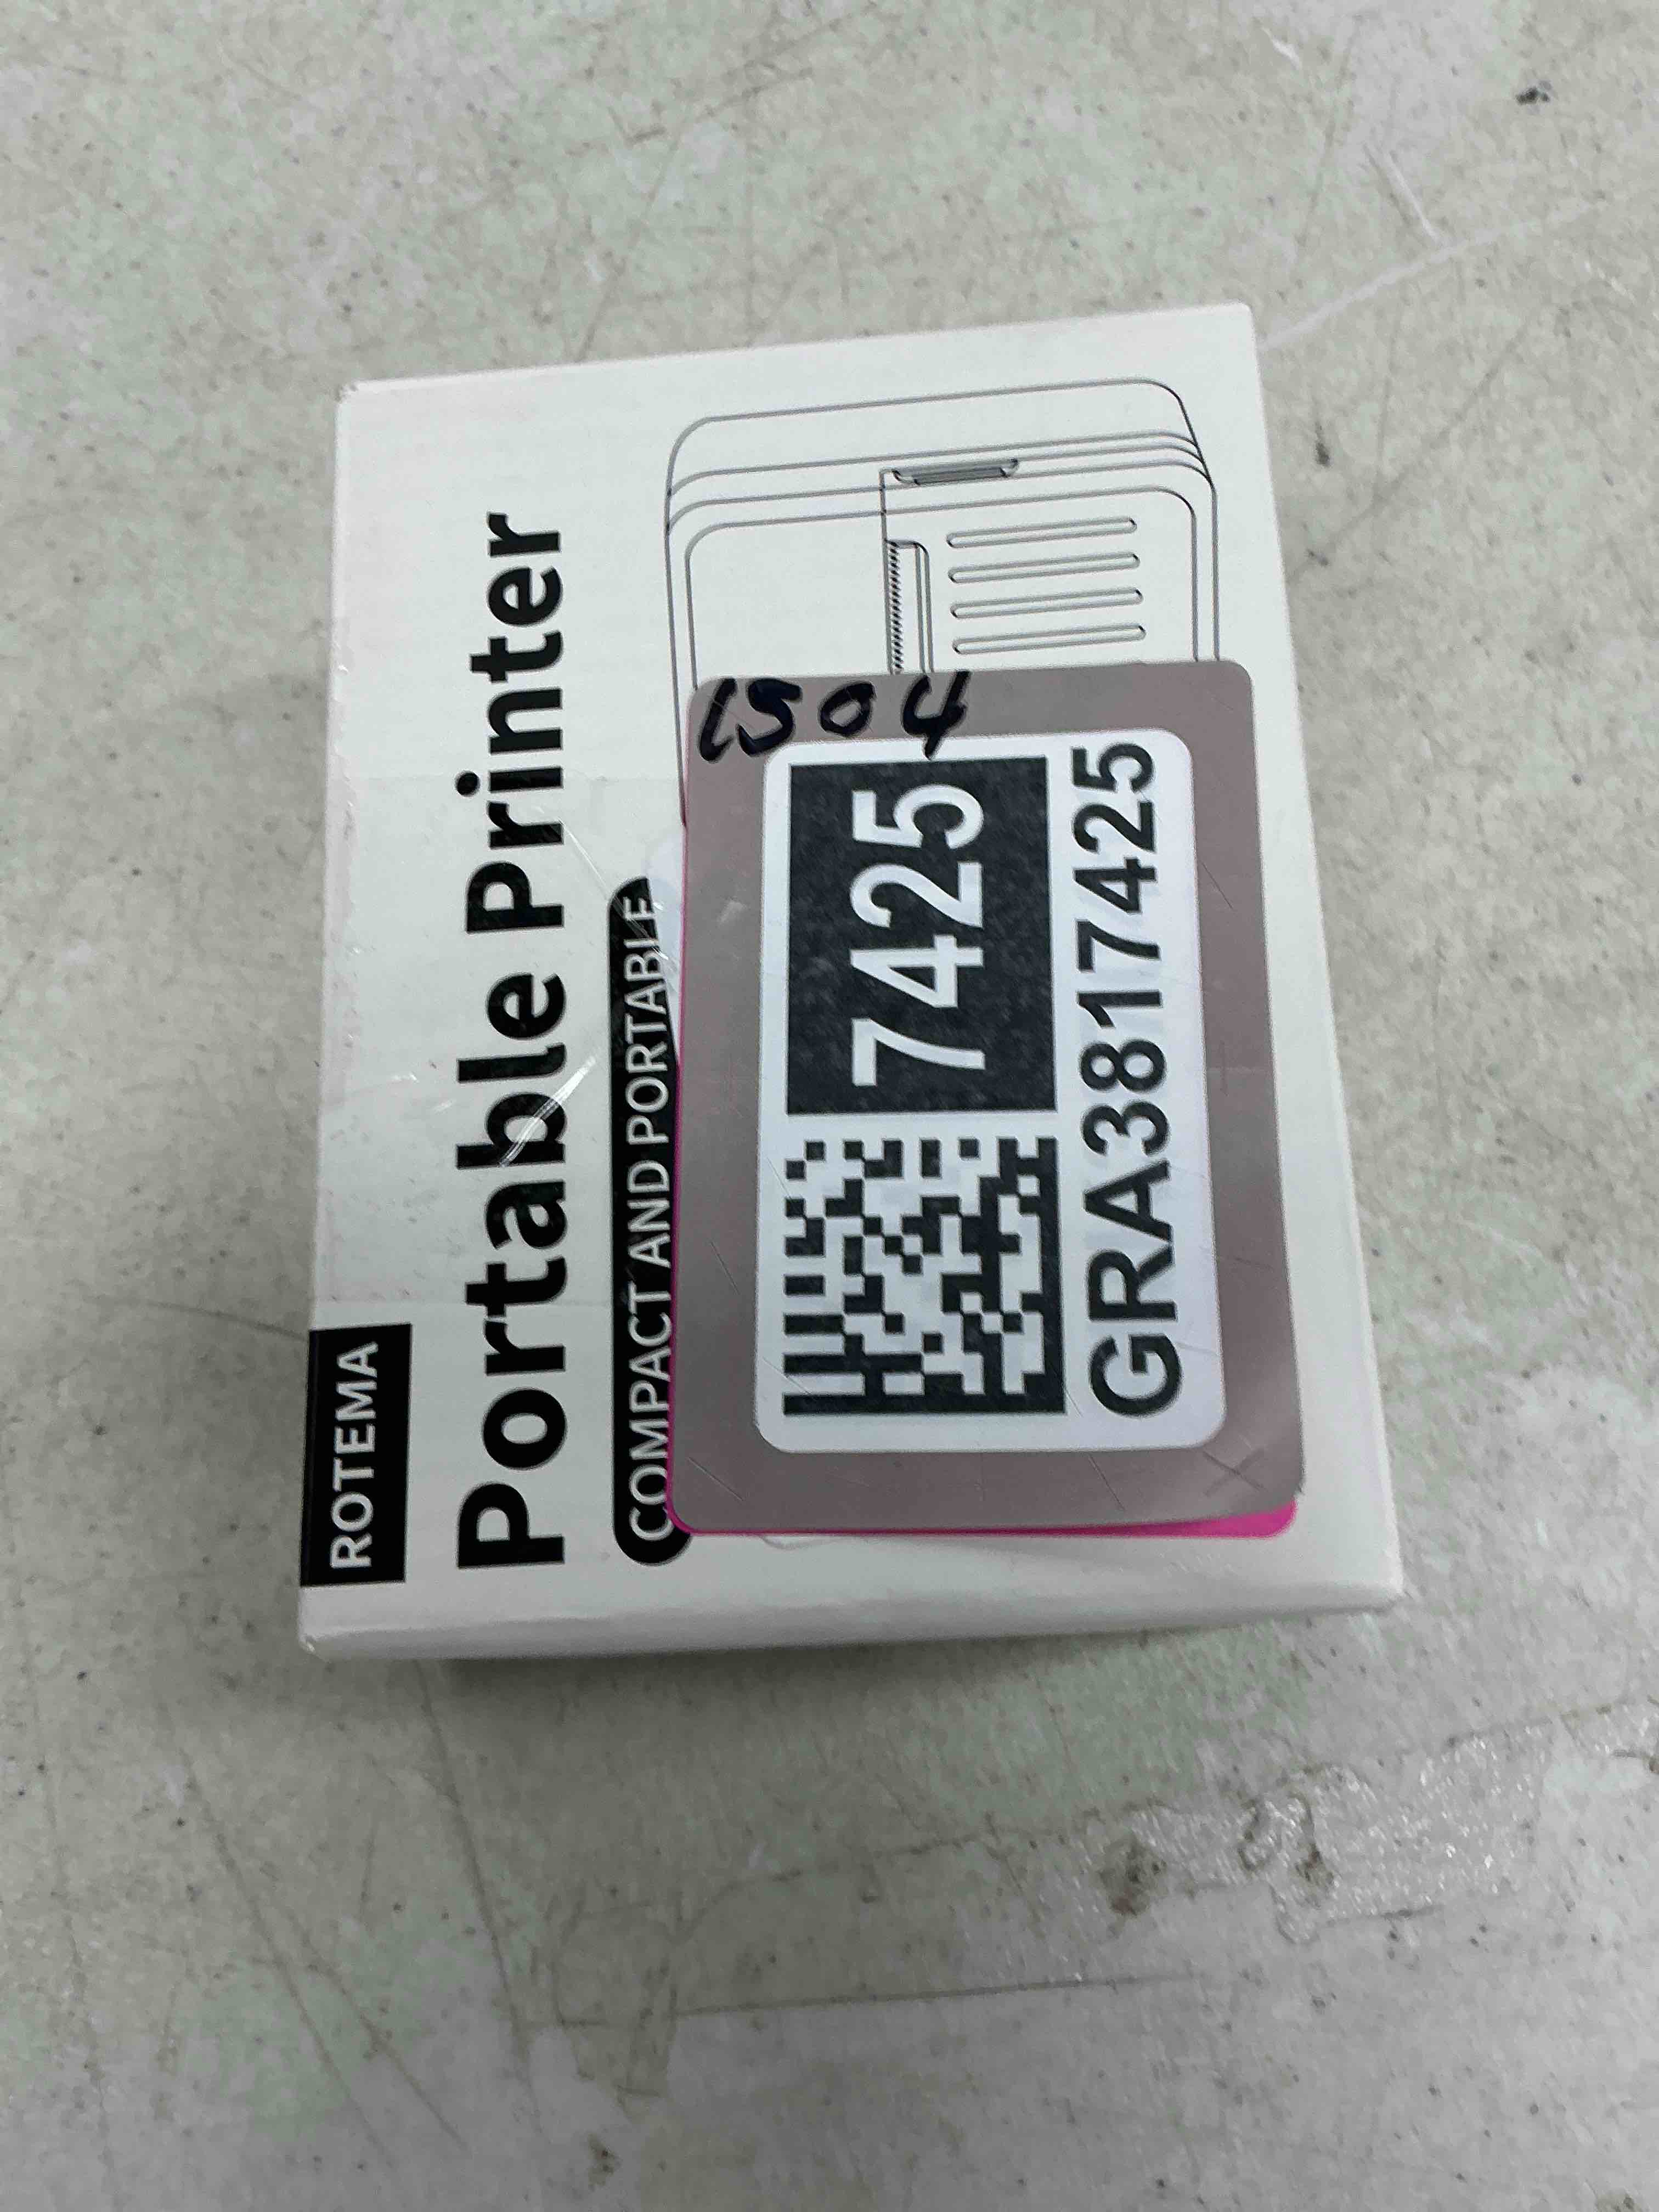 ROTEMA
Portable Printer
COMPACT AND PORTABLE
1504
7425
GRA3817425